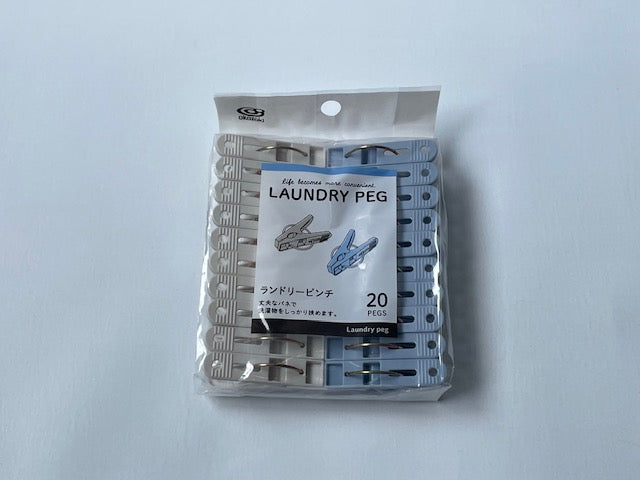 Okazaki
life becomes more convenient.
LAUNDRY PEG
ランドリーピンチ
丈夫なバネで
洗濯物をしっかり挟めます。
20
PEGS
Laundry peg